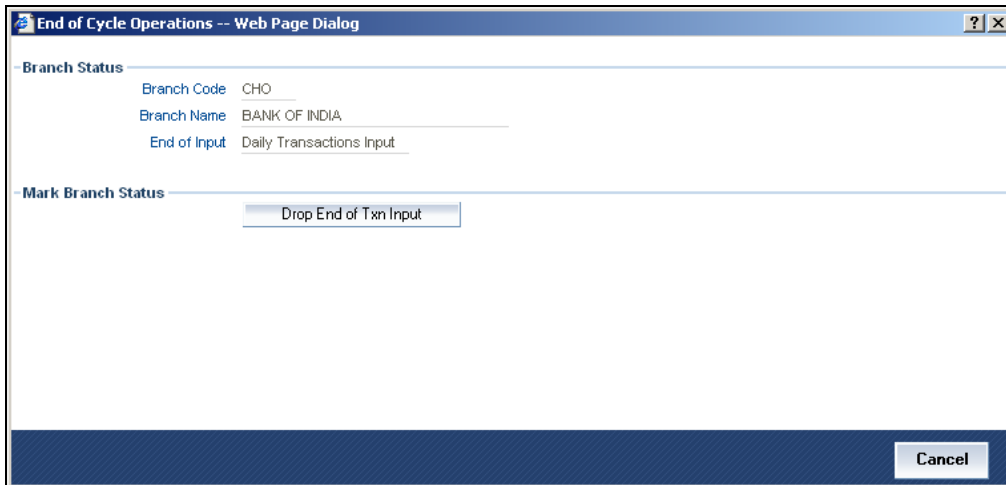 End of Cycle Operations -- Web Page Dialog
Branch Status
Branch Code CHO
Branch Name BANK OF INDIA
End of Input Daily Transactions Input
Mark Branch Status
Drop End of Txn Input
Cancel